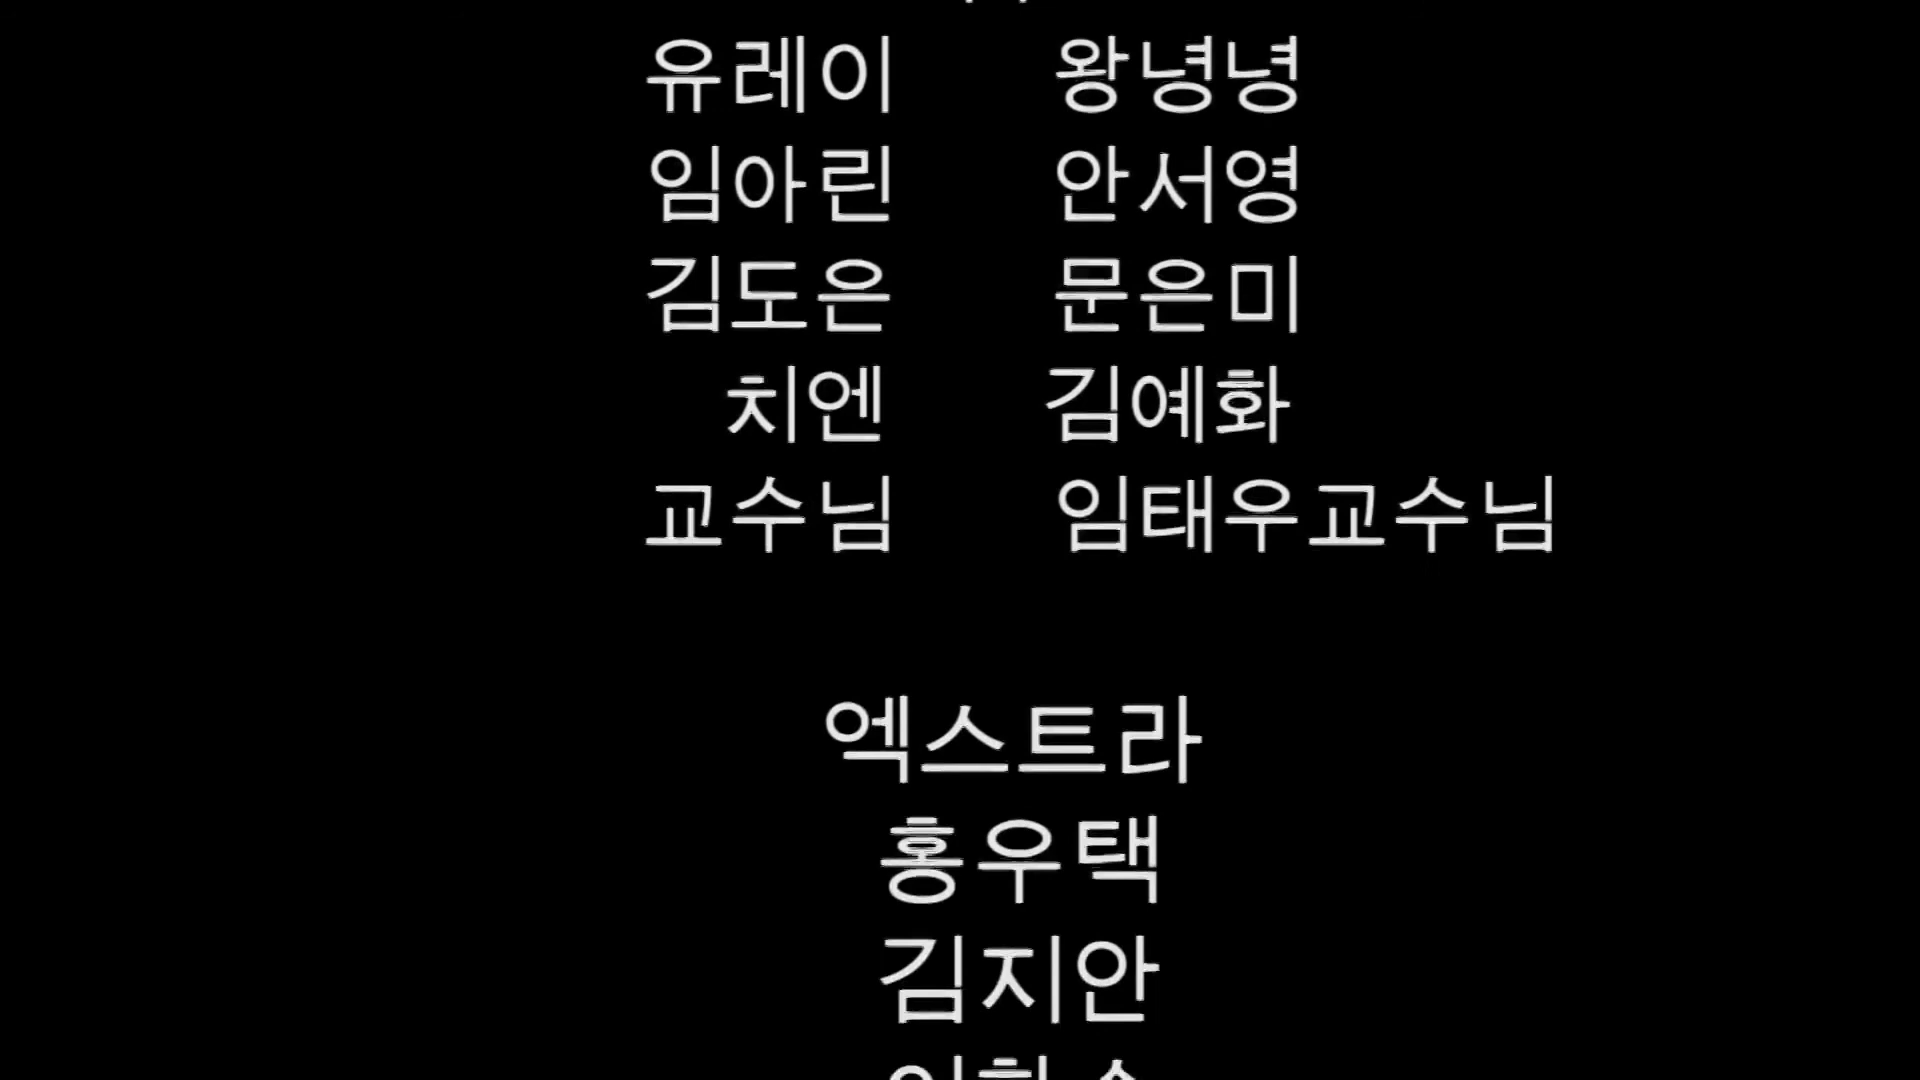 유레이 왕녕녕
임아린 안서영
김도은 문은미
치엔 김예화
교수님 임태우교수님
엑스트라
홍우택
김지안